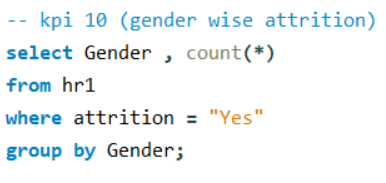 -- kpi 10 (gender wise attrition)
select Gender , count(*)
from hr1
where attrition = "Yes"
group by Gender;